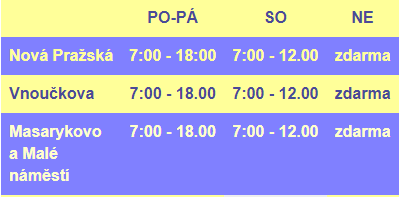 PO-PÁ SO NE
Nová Pražská 7:00 - 18:00 7:00 - 12.00 zdarma
Vnoučkova 7:00 - 18.00 7:00 - 12.00 zdarma
Masarykovo 7:00 - 18.00 7:00 - 12.00 zdarma
a Malé
náměstí